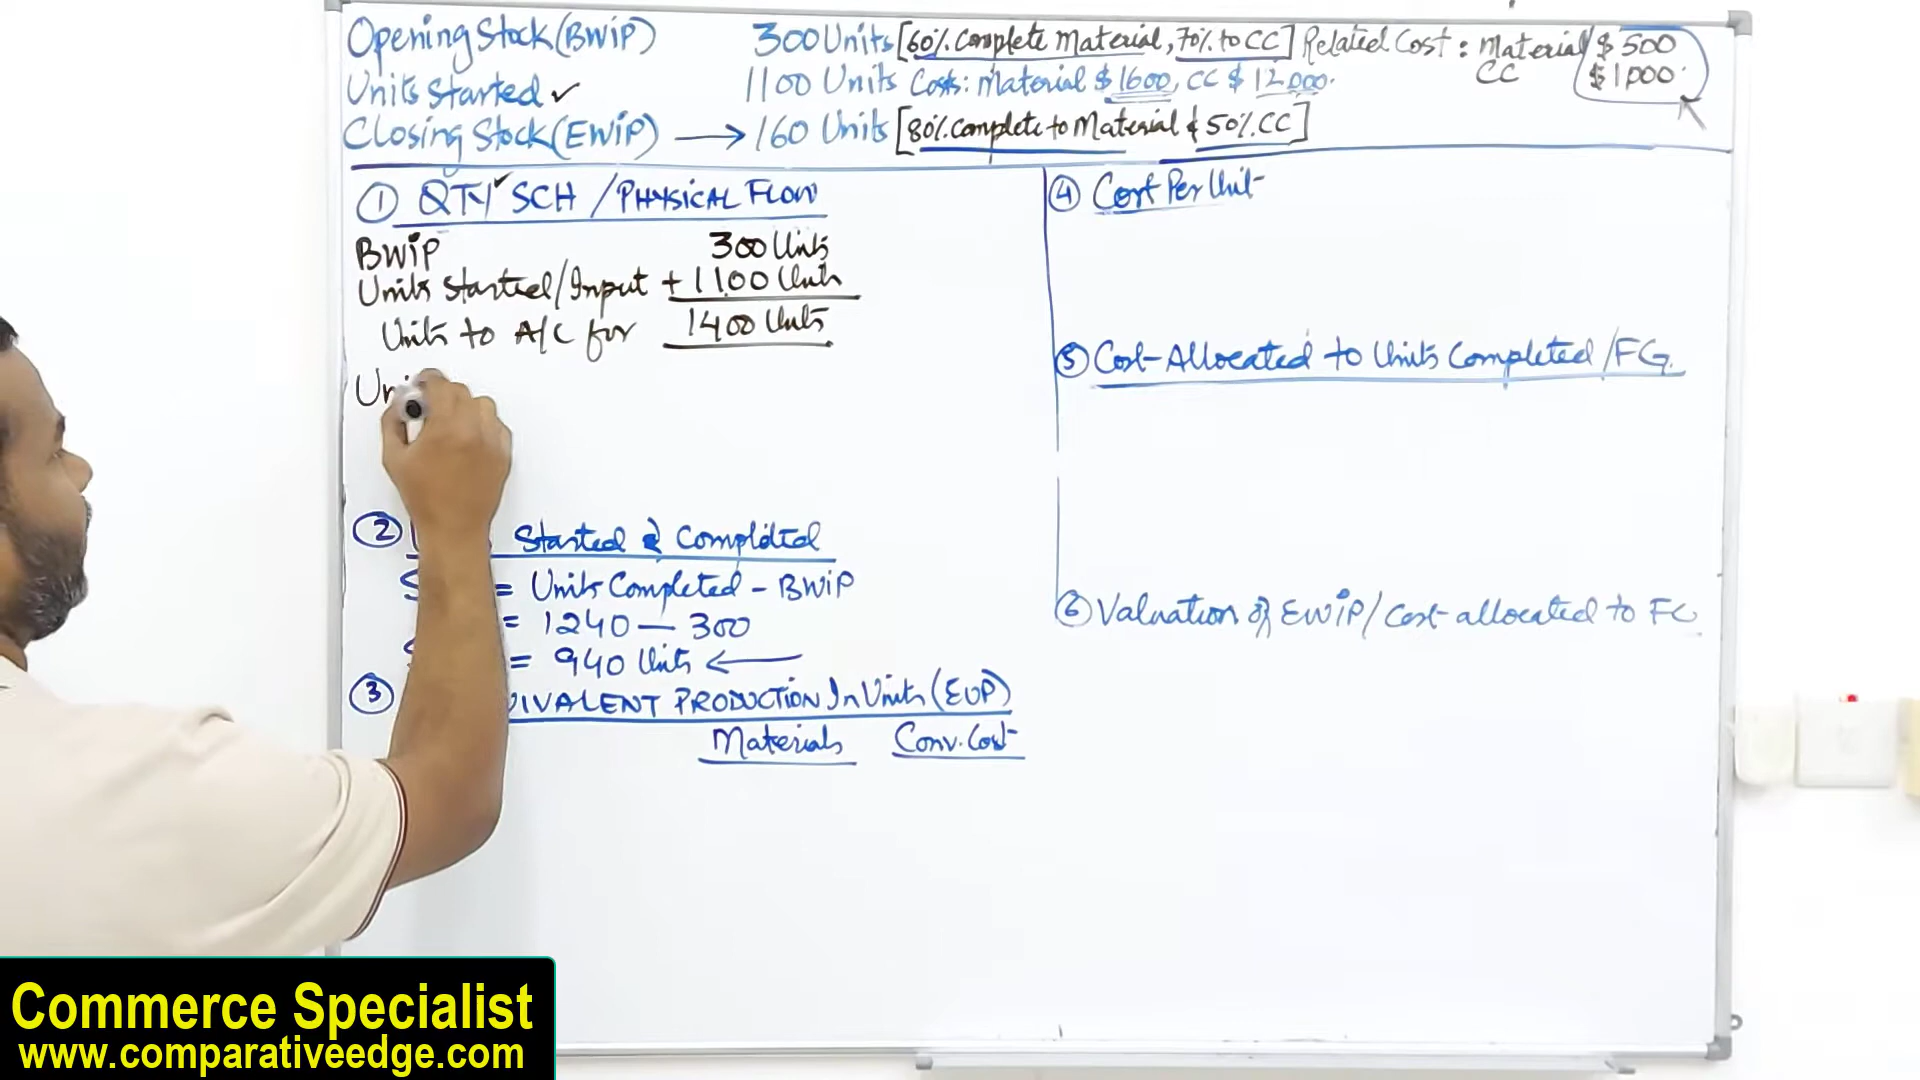 Opening Stock (BWIP) 300 Units [60% Complete Material, 70% to CC] Related Cost: Material $ 500
CC $ 1,000.
Units Started ✓ 1100 Units Costs: Material $ 1600, CC $ 12,000.
Closing Stock (EWIP) → 160 Units [80% Complete to Material & 50% CC]
① QTY SCH / PHYSICAL FLOW
BWIP 300 Units
Units Started/Input + 1100 Units
Units to A/C for 1400 Units
Uni
② Started & Completed
S = Units Completed - BWIP
= 1240 — 300
S = 940 Units ←
③ IVALENT PRODUCTION In Units (EUP)
Materials Conv. Cost
④ Cost Per Unit
⑤ Cost Allocated to Units Completed / FG.
⑥ Valuation of EWIP / Cost allocated to FG
Commerce Specialist
www.comparativeedge.com